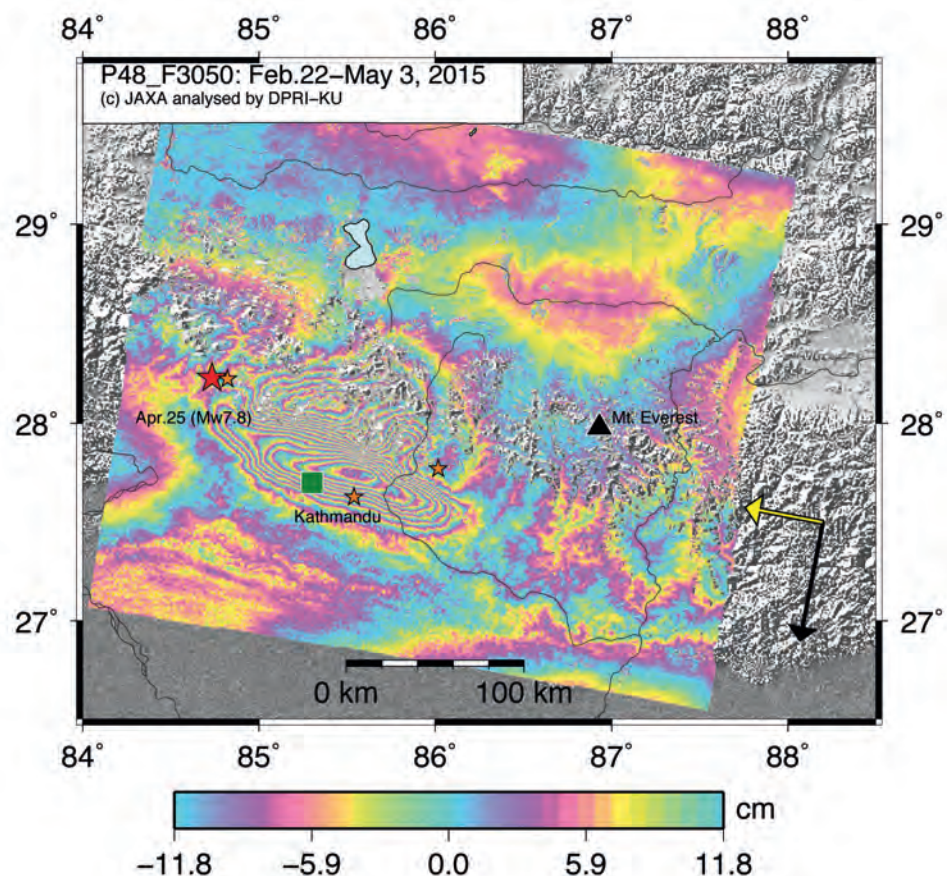 84˚ 85˚ 86˚ 87˚ 88˚
P48_F3050: Feb.22−May 3, 2015
(c) JAXA analysed by DPRI−KU
29˚ 29˚
28˚ 28˚
Apr.25 (Mw7.8)
Mt. Everest
Kathmandu
27˚ 27˚
0 km 100 km
84˚ 85˚ 86˚ 87˚ 88˚
cm
−11.8 −5.9 0.0 5.9 11.8